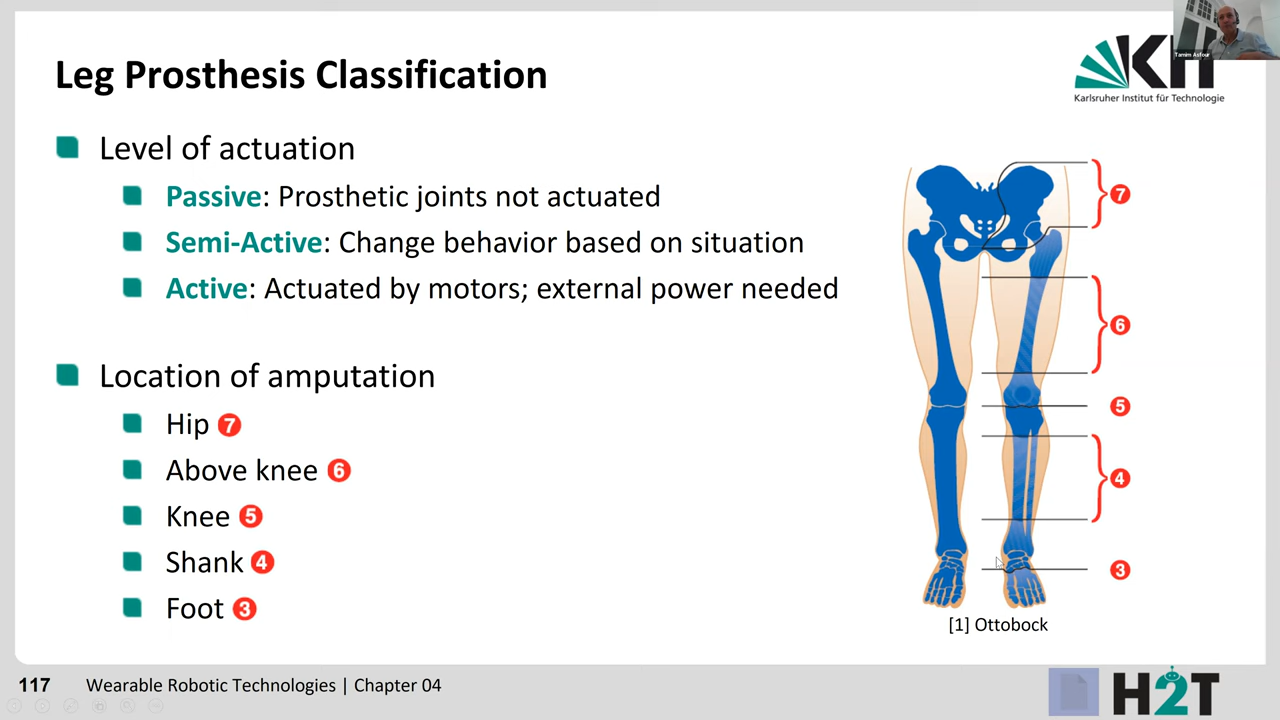 Leg Prosthesis Classification
Tamim Asfour
KIT
Karlsruher Institut für Technologie
Level of actuation
Passive: Prosthetic joints not actuated
Semi-Active: Change behavior based on situation
Active: Actuated by motors; external power needed
Location of amputation
Hip 7
Above knee 6
Knee 5
Shank 4
Foot 3
7
6
5
4
3
[1] Ottobock
117 Wearable Robotic Technologies | Chapter 04
H2T